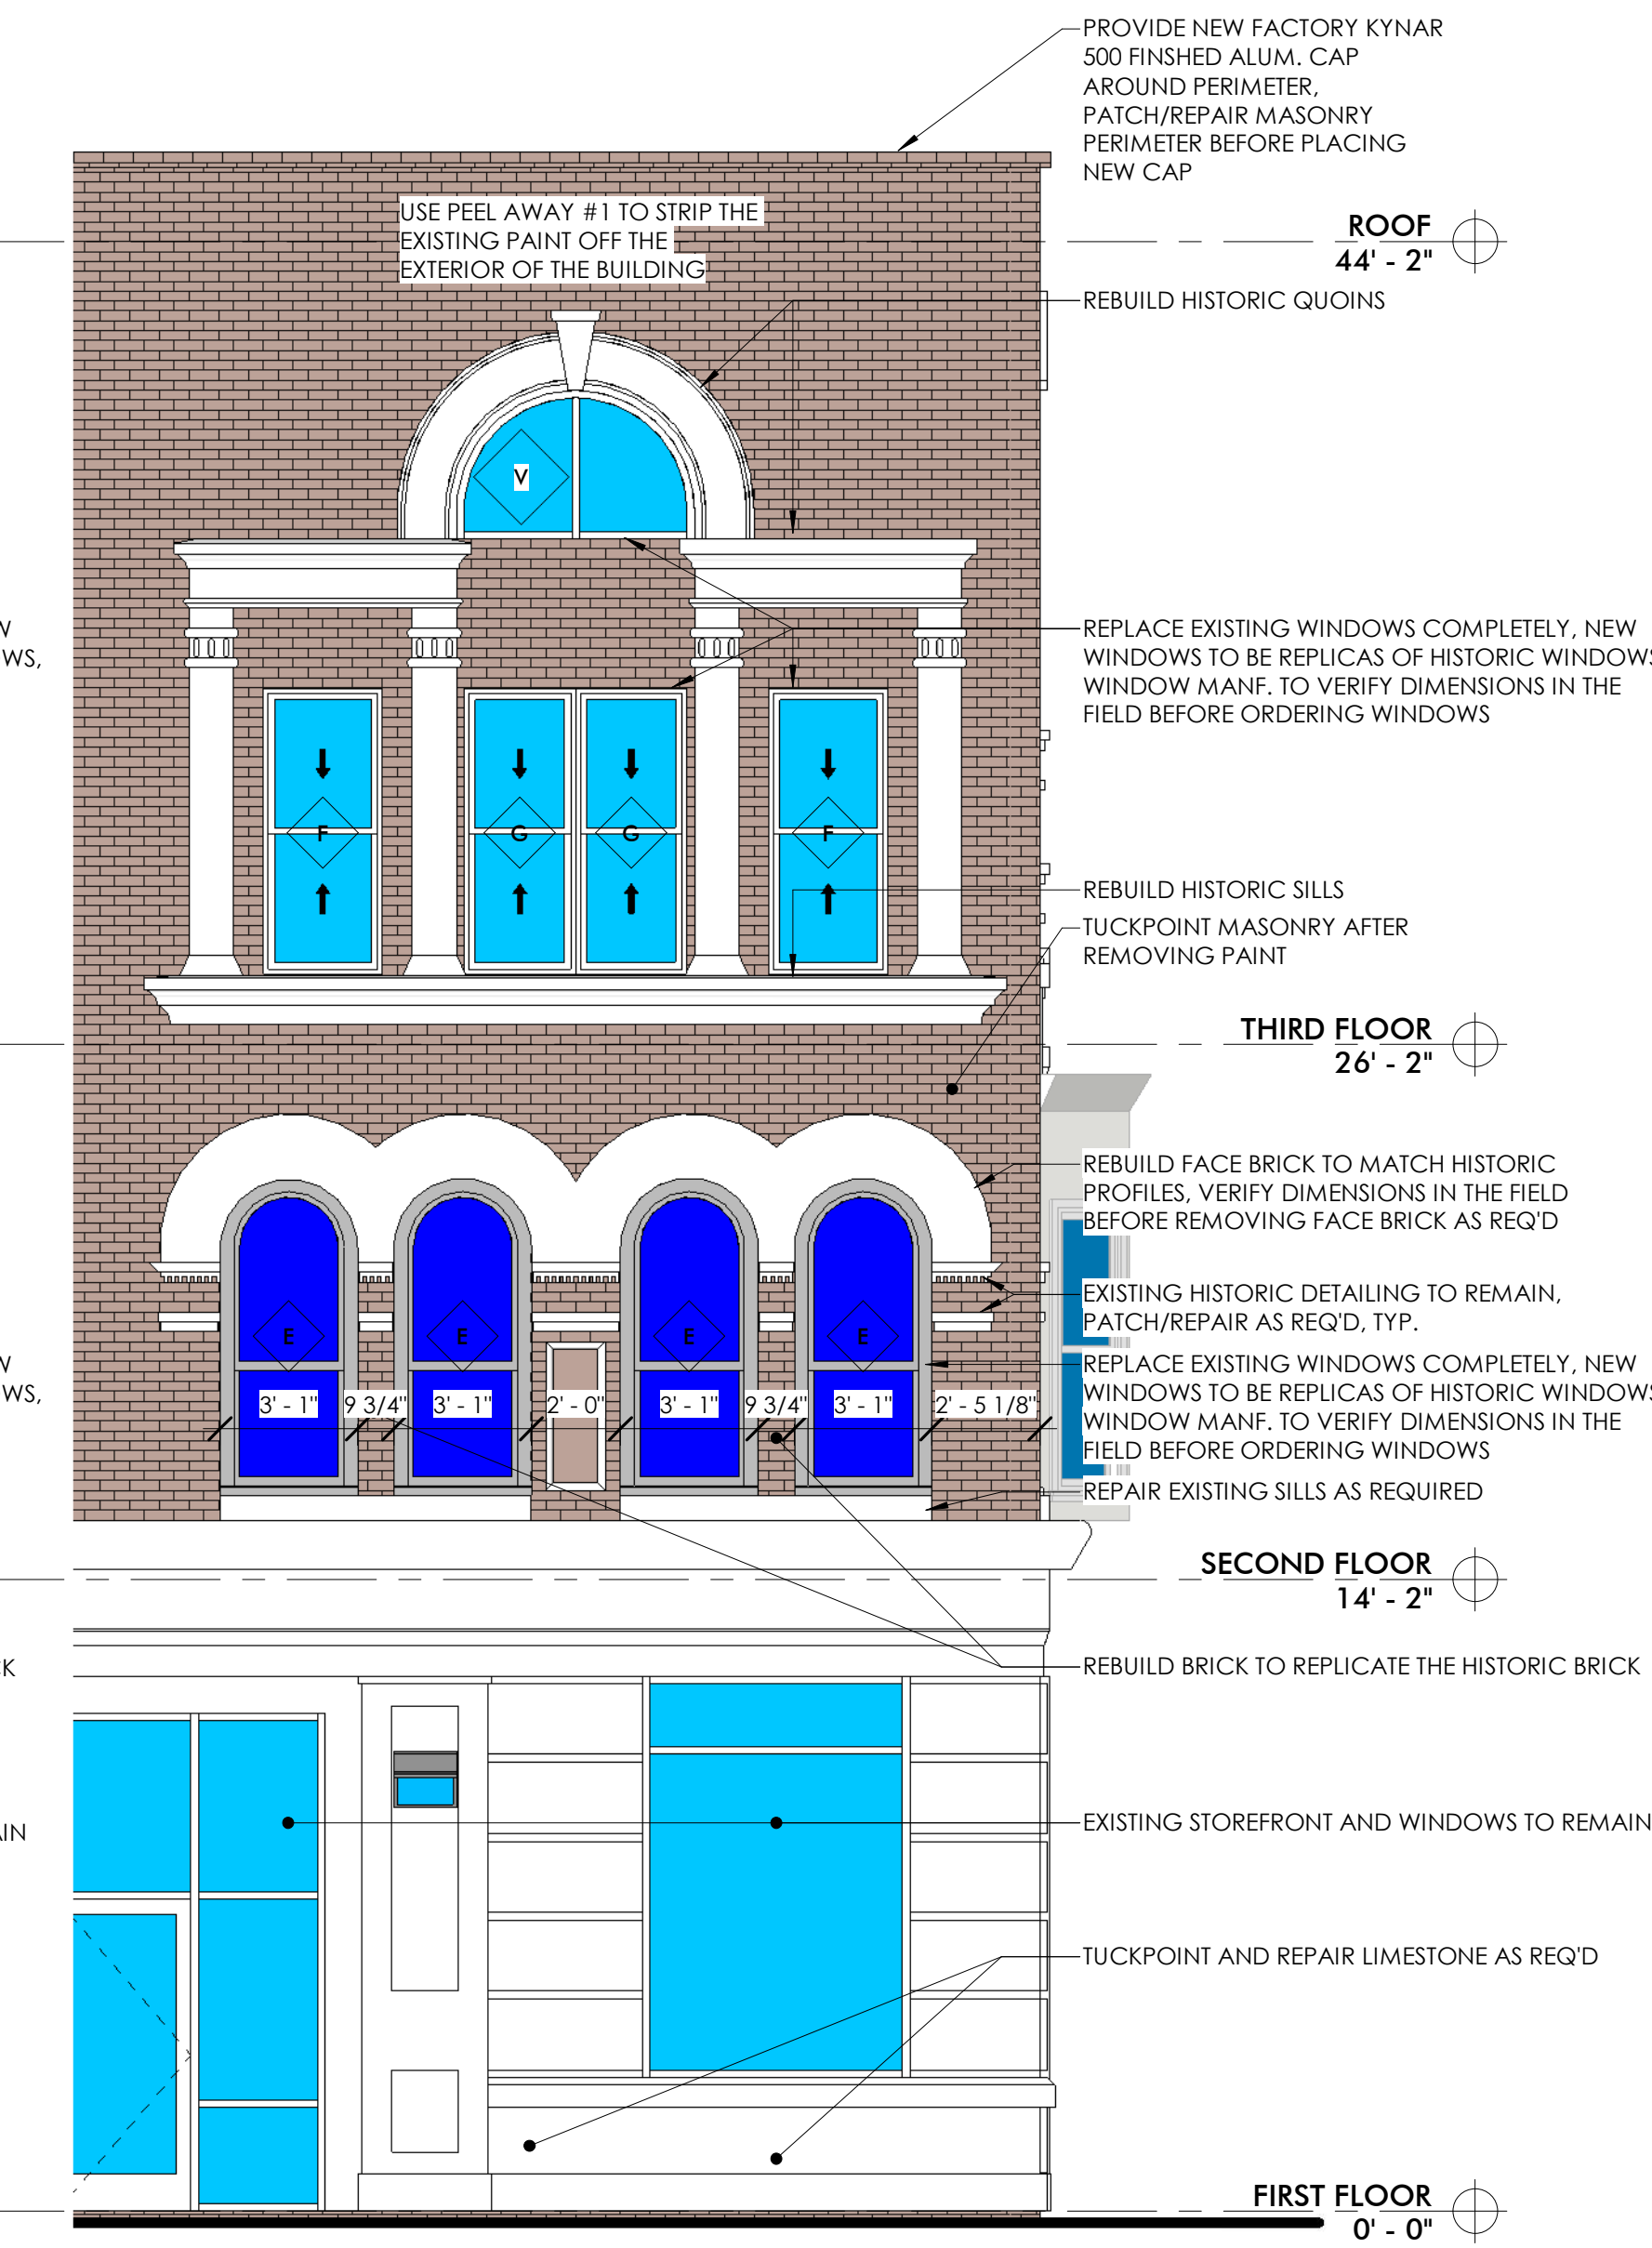 PROVIDE NEW FACTORY KYNAR
500 FINSHED ALUM. CAP
AROUND PERIMETER,
PATCH/REPAIR MASONRY
PERIMETER BEFORE PLACING
NEW CAP
USE PEEL AWAY #1 TO STRIP THE
EXISTING PAINT OFF THE
EXTERIOR OF THE BUILDING
ROOF
44' - 2"
REBUILD HISTORIC QUOINS
V
W
WS,
REPLACE EXISTING WINDOWS COMPLETELY, NEW
WINDOWS TO BE REPLICAS OF HISTORIC WINDOWS
WINDOW MANF. TO VERIFY DIMENSIONS IN THE
FIELD BEFORE ORDERING WINDOWS
F G G F
REBUILD HISTORIC SILLS
TUCKPOINT MASONRY AFTER
REMOVING PAINT
THIRD FLOOR
26' - 2"
REBUILD FACE BRICK TO MATCH HISTORIC
PROFILES, VERIFY DIMENSIONS IN THE FIELD
BEFORE REMOVING FACE BRICK AS REQ'D
EXISTING HISTORIC DETAILING TO REMAIN,
PATCH/REPAIR AS REQ'D, TYP.
E E E E
W
WS,
REPLACE EXISTING WINDOWS COMPLETELY, NEW
WINDOWS TO BE REPLICAS OF HISTORIC WINDOWS
WINDOW MANF. TO VERIFY DIMENSIONS IN THE
FIELD BEFORE ORDERING WINDOWS
3' - 1" 9 3/4" 3' - 1" 2' - 0" 3' - 1" 9 3/4" 3' - 1" 2' - 5 1/8"
REPAIR EXISTING SILLS AS REQUIRED
SECOND FLOOR
14' - 2"
CK
REBUILD BRICK TO REPLICATE THE HISTORIC BRICK
AIN
EXISTING STOREFRONT AND WINDOWS TO REMAIN
TUCKPOINT AND REPAIR LIMESTONE AS REQ'D
FIRST FLOOR
0' - 0"